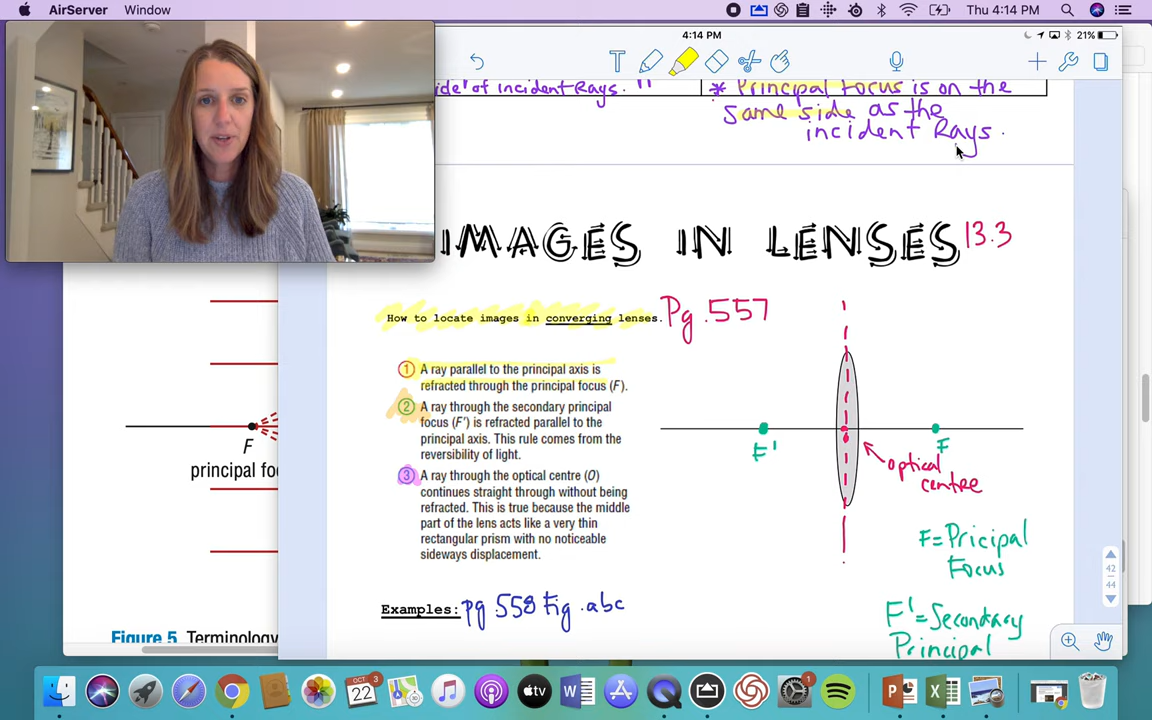 AirServer Window Thu 4:14 PM
4:14 PM 21%
ide' of incident Rays. "
* Principal Focus is on the
same side as the
incident Rays.
IMAGES IN LENSES 13.3
How to locate images in converging lenses. Pg.557
1 A ray parallel to the principal axis is
refracted through the principal focus (F).
2 A ray through the secondary principal
focus (F') is refracted parallel to the
principal axis. This rule comes from the
reversibility of light.
3 A ray through the optical centre (O)
continues straight through without being
refracted. This is true because the middle
part of the lens acts like a very thin
rectangular prism with no noticeable
sideways displacement.
Examples: pg 558 Fig.abc
F'
F
optical
centre
F=Pricipal
Focus
F'=Secondary
Principal
42
44
F
principal fo
Figure 5 Terminology
OCT 3
22
tv
W
1
P
X